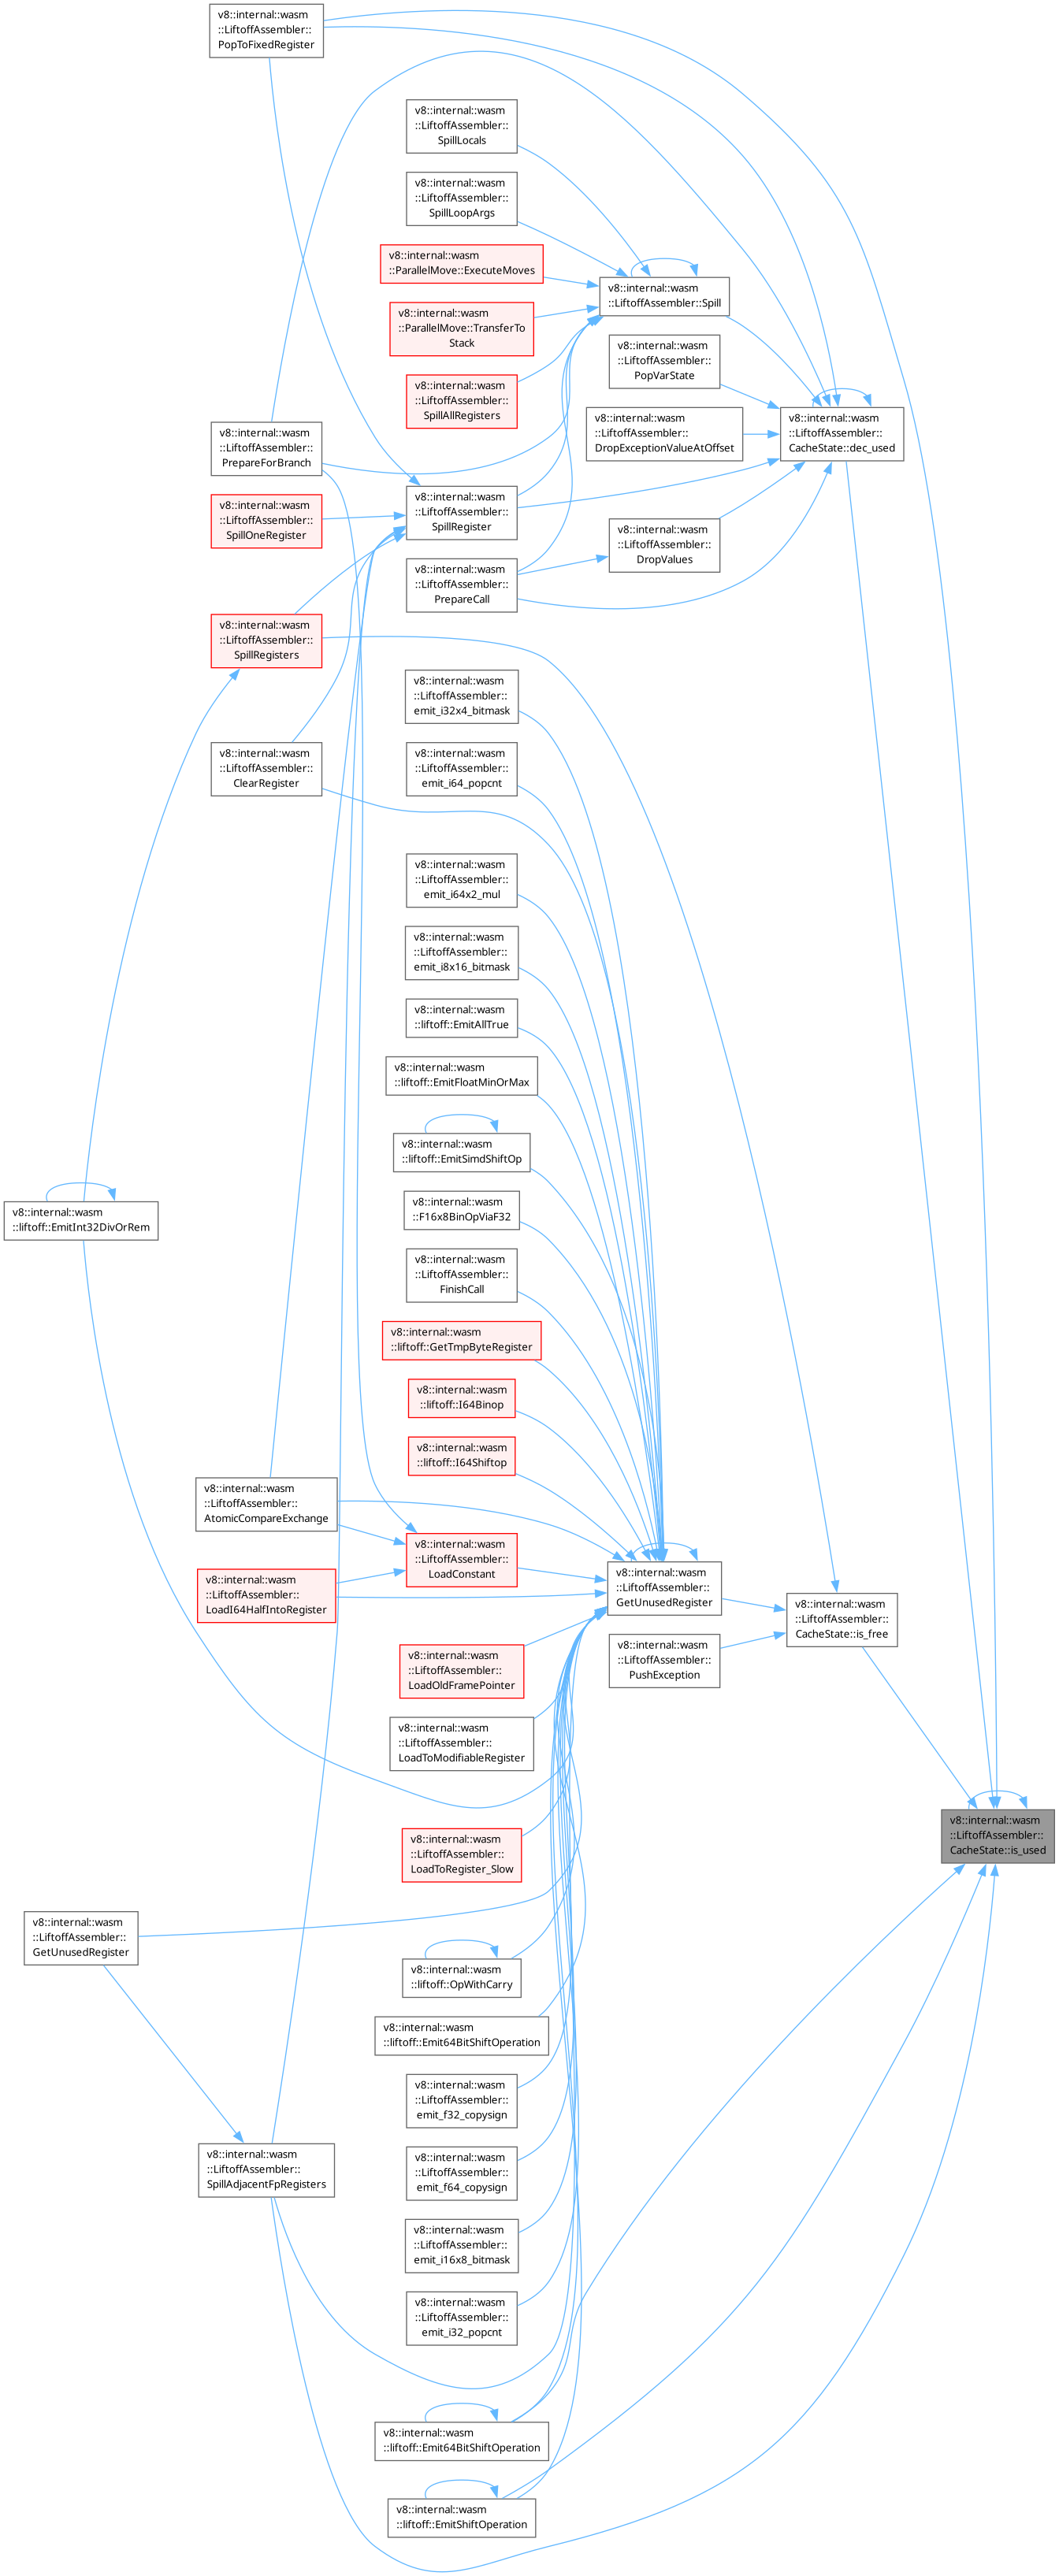 v8::internal::wasm
::LiftoffAssembler::
PopToFixedRegister
v8::internal::wasm
::LiftoffAssembler::
SpillLocals
v8::internal::wasm
::LiftoffAssembler::
SpillLoopArgs
v8::internal::wasm
::ParallelMove::ExecuteMoves
v8::internal::wasm
::LiftoffAssembler::Spill
v8::internal::wasm
::ParallelMove::TransferTo
Stack
v8::internal::wasm
::LiftoffAssembler::
PopVarState
v8::internal::wasm
::LiftoffAssembler::
SpillAllRegisters
v8::internal::wasm
::LiftoffAssembler::
DropExceptionValueAtOffset
v8::internal::wasm
::LiftoffAssembler::
CacheState::dec_used
v8::internal::wasm
::LiftoffAssembler::
PrepareForBranch
v8::internal::wasm
::LiftoffAssembler::
SpillOneRegister
v8::internal::wasm
::LiftoffAssembler::
SpillRegister
v8::internal::wasm
::LiftoffAssembler::
DropValues
v8::internal::wasm
::LiftoffAssembler::
PrepareCall
v8::internal::wasm
::LiftoffAssembler::
SpillRegisters
v8::internal::wasm
::LiftoffAssembler::
emit_i32x4_bitmask
v8::internal::wasm
::LiftoffAssembler::
ClearRegister
v8::internal::wasm
::LiftoffAssembler::
emit_i64_popcnt
v8::internal::wasm
::LiftoffAssembler::
emit_i64x2_mul
v8::internal::wasm
::LiftoffAssembler::
emit_i8x16_bitmask
v8::internal::wasm
::liftoff::EmitAllTrue
v8::internal::wasm
::liftoff::EmitFloatMinOrMax
v8::internal::wasm
::liftoff::EmitSimdShiftOp
v8::internal::wasm
::liftoff::EmitInt32DivOrRem
v8::internal::wasm
::F16x8BinOpViaF32
v8::internal::wasm
::LiftoffAssembler::
FinishCall
v8::internal::wasm
::liftoff::GetTmpByteRegister
v8::internal::wasm
::liftoff::I64Binop
v8::internal::wasm
::liftoff::I64Shiftop
v8::internal::wasm
::LiftoffAssembler::
AtomicCompareExchange
v8::internal::wasm
::LiftoffAssembler::
LoadConstant
v8::internal::wasm
::LiftoffAssembler::
LoadI64HalfIntoRegister
v8::internal::wasm
::LiftoffAssembler::
GetUnusedRegister
v8::internal::wasm
::LiftoffAssembler::
CacheState::is_free
v8::internal::wasm
::LiftoffAssembler::
LoadOldFramePointer
v8::internal::wasm
::LiftoffAssembler::
PushException
v8::internal::wasm
::LiftoffAssembler::
LoadToModifiableRegister
v8::internal::wasm
::LiftoffAssembler::
CacheState::is_used
v8::internal::wasm
::LiftoffAssembler::
LoadToRegister_Slow
v8::internal::wasm
::LiftoffAssembler::
GetUnusedRegister
v8::internal::wasm
::liftoff::OpWithCarry
v8::internal::wasm
::liftoff::Emit64BitShiftOperation
v8::internal::wasm
::LiftoffAssembler::
emit_f32_copysign
v8::internal::wasm
::LiftoffAssembler::
SpillAdjacentFpRegisters
v8::internal::wasm
::LiftoffAssembler::
emit_f64_copysign
v8::internal::wasm
::LiftoffAssembler::
emit_i16x8_bitmask
v8::internal::wasm
::LiftoffAssembler::
emit_i32_popcnt
v8::internal::wasm
::liftoff::Emit64BitShiftOperation
v8::internal::wasm
::liftoff::EmitShiftOperation